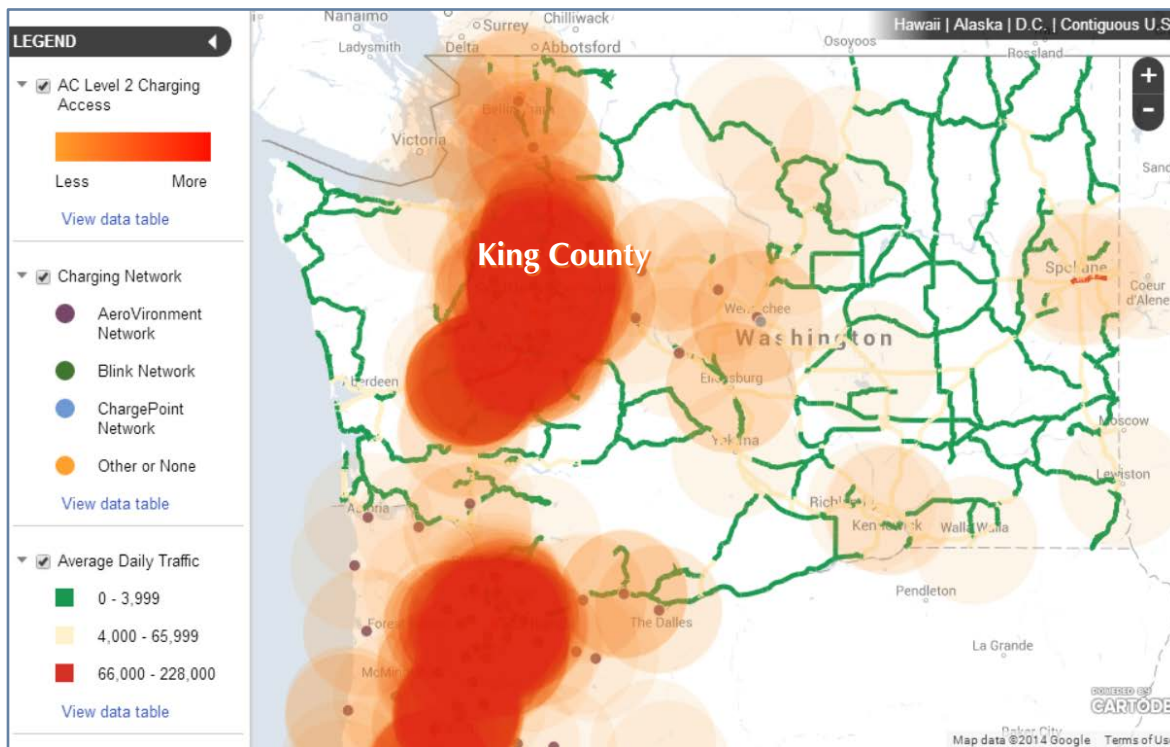 LEGEND
AC Level 2 Charging
Access
Less More
View data table
Charging Network
AeroVironment
Network
Blink Network
ChargePoint
Network
Other or None
View data table
Average Daily Traffic
0 - 3,999
4,000 - 65,999
66,000 - 228,000
View data table
Hawaii | Alaska | D.C. | Contiguous U.S
Nanaimo
Surrey
Chilliwack
Ladysmith
Delta
Abbotsford
Osoyoos
Rossland
+
-
Victoria
Sand
King County
Spokane
Coeur
d'Alene
Washington
Ellensburg
Yakima
Moscow
Lewiston
Kennewick
Walla Walla
Astoria
Pendleton
The Dalles
La Grande
POWERED BY
CARTODB
Baker City
Map data ©2014 Google Terms of Us